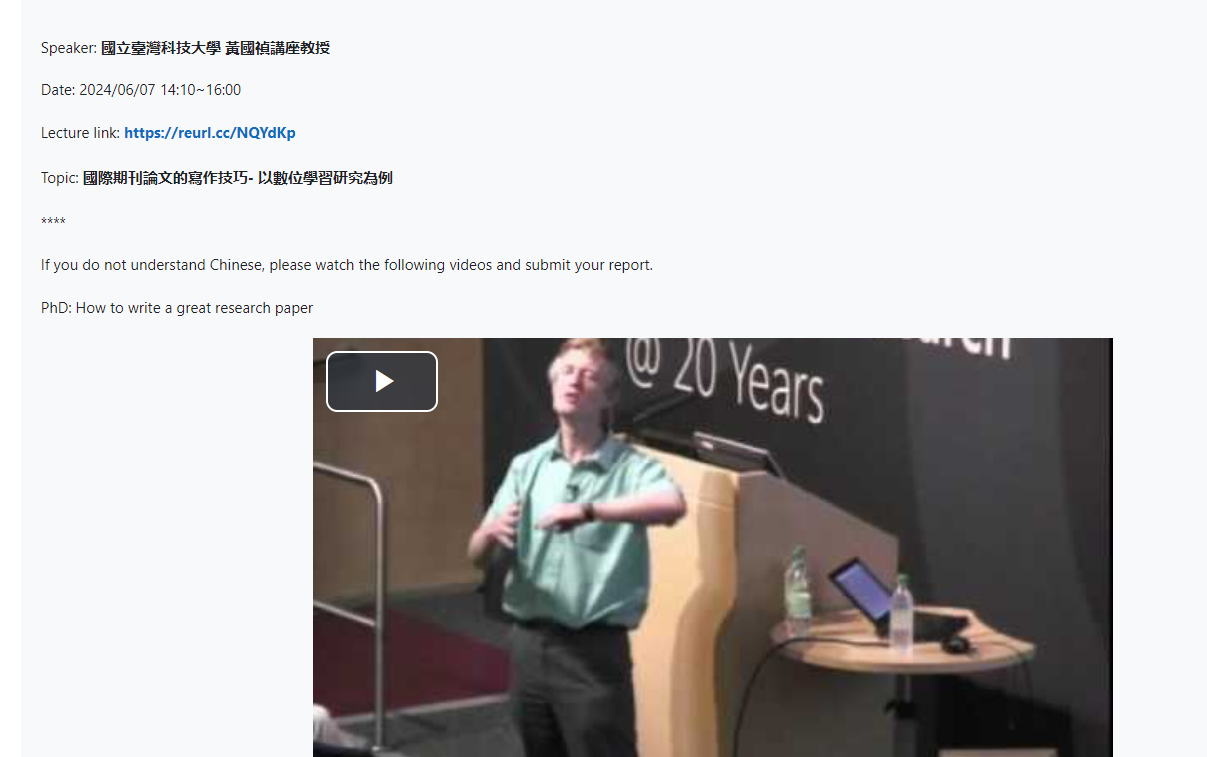 Speaker: 國立臺灣科技大學 黃國禎講座教授
Date: 2024/06/07 14:10~16:00
Lecture link: https://reurl.cc/NQYdKp
Topic: 國際期刊論文的寫作技巧- 以數位學習研究為例
****
If you do not understand Chinese, please watch the following videos and submit your report.
PhD: How to write a great research paper
@ 20 Years